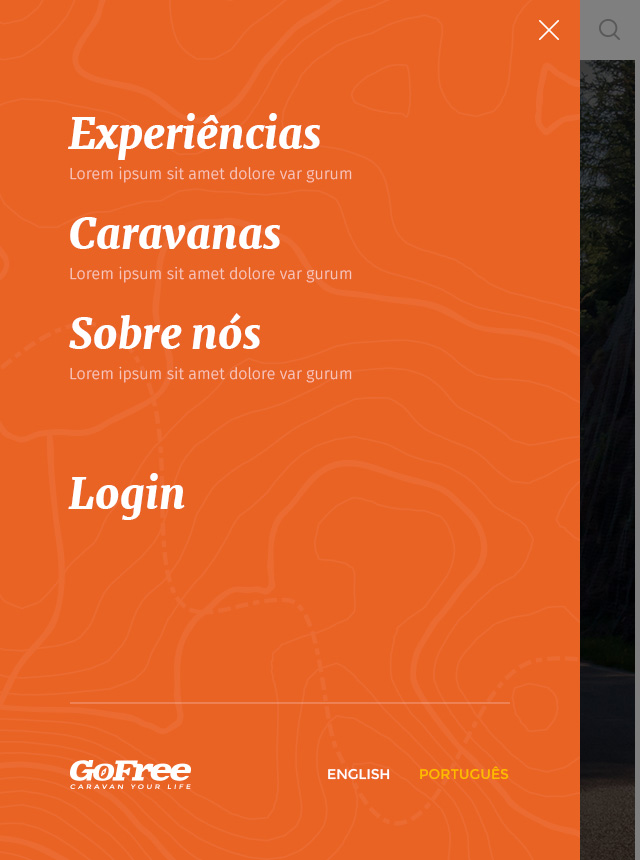 Experiências
Lorem ipsum sit amet dolore var gurum
Caravanas
Lorem ipsum sit amet dolore var gurum
Sobre nós
Lorem ipsum sit amet dolore var gurum
Login
GoFree
CARAVAN YOUR LIFE
ENGLISH PORTUGUÊS